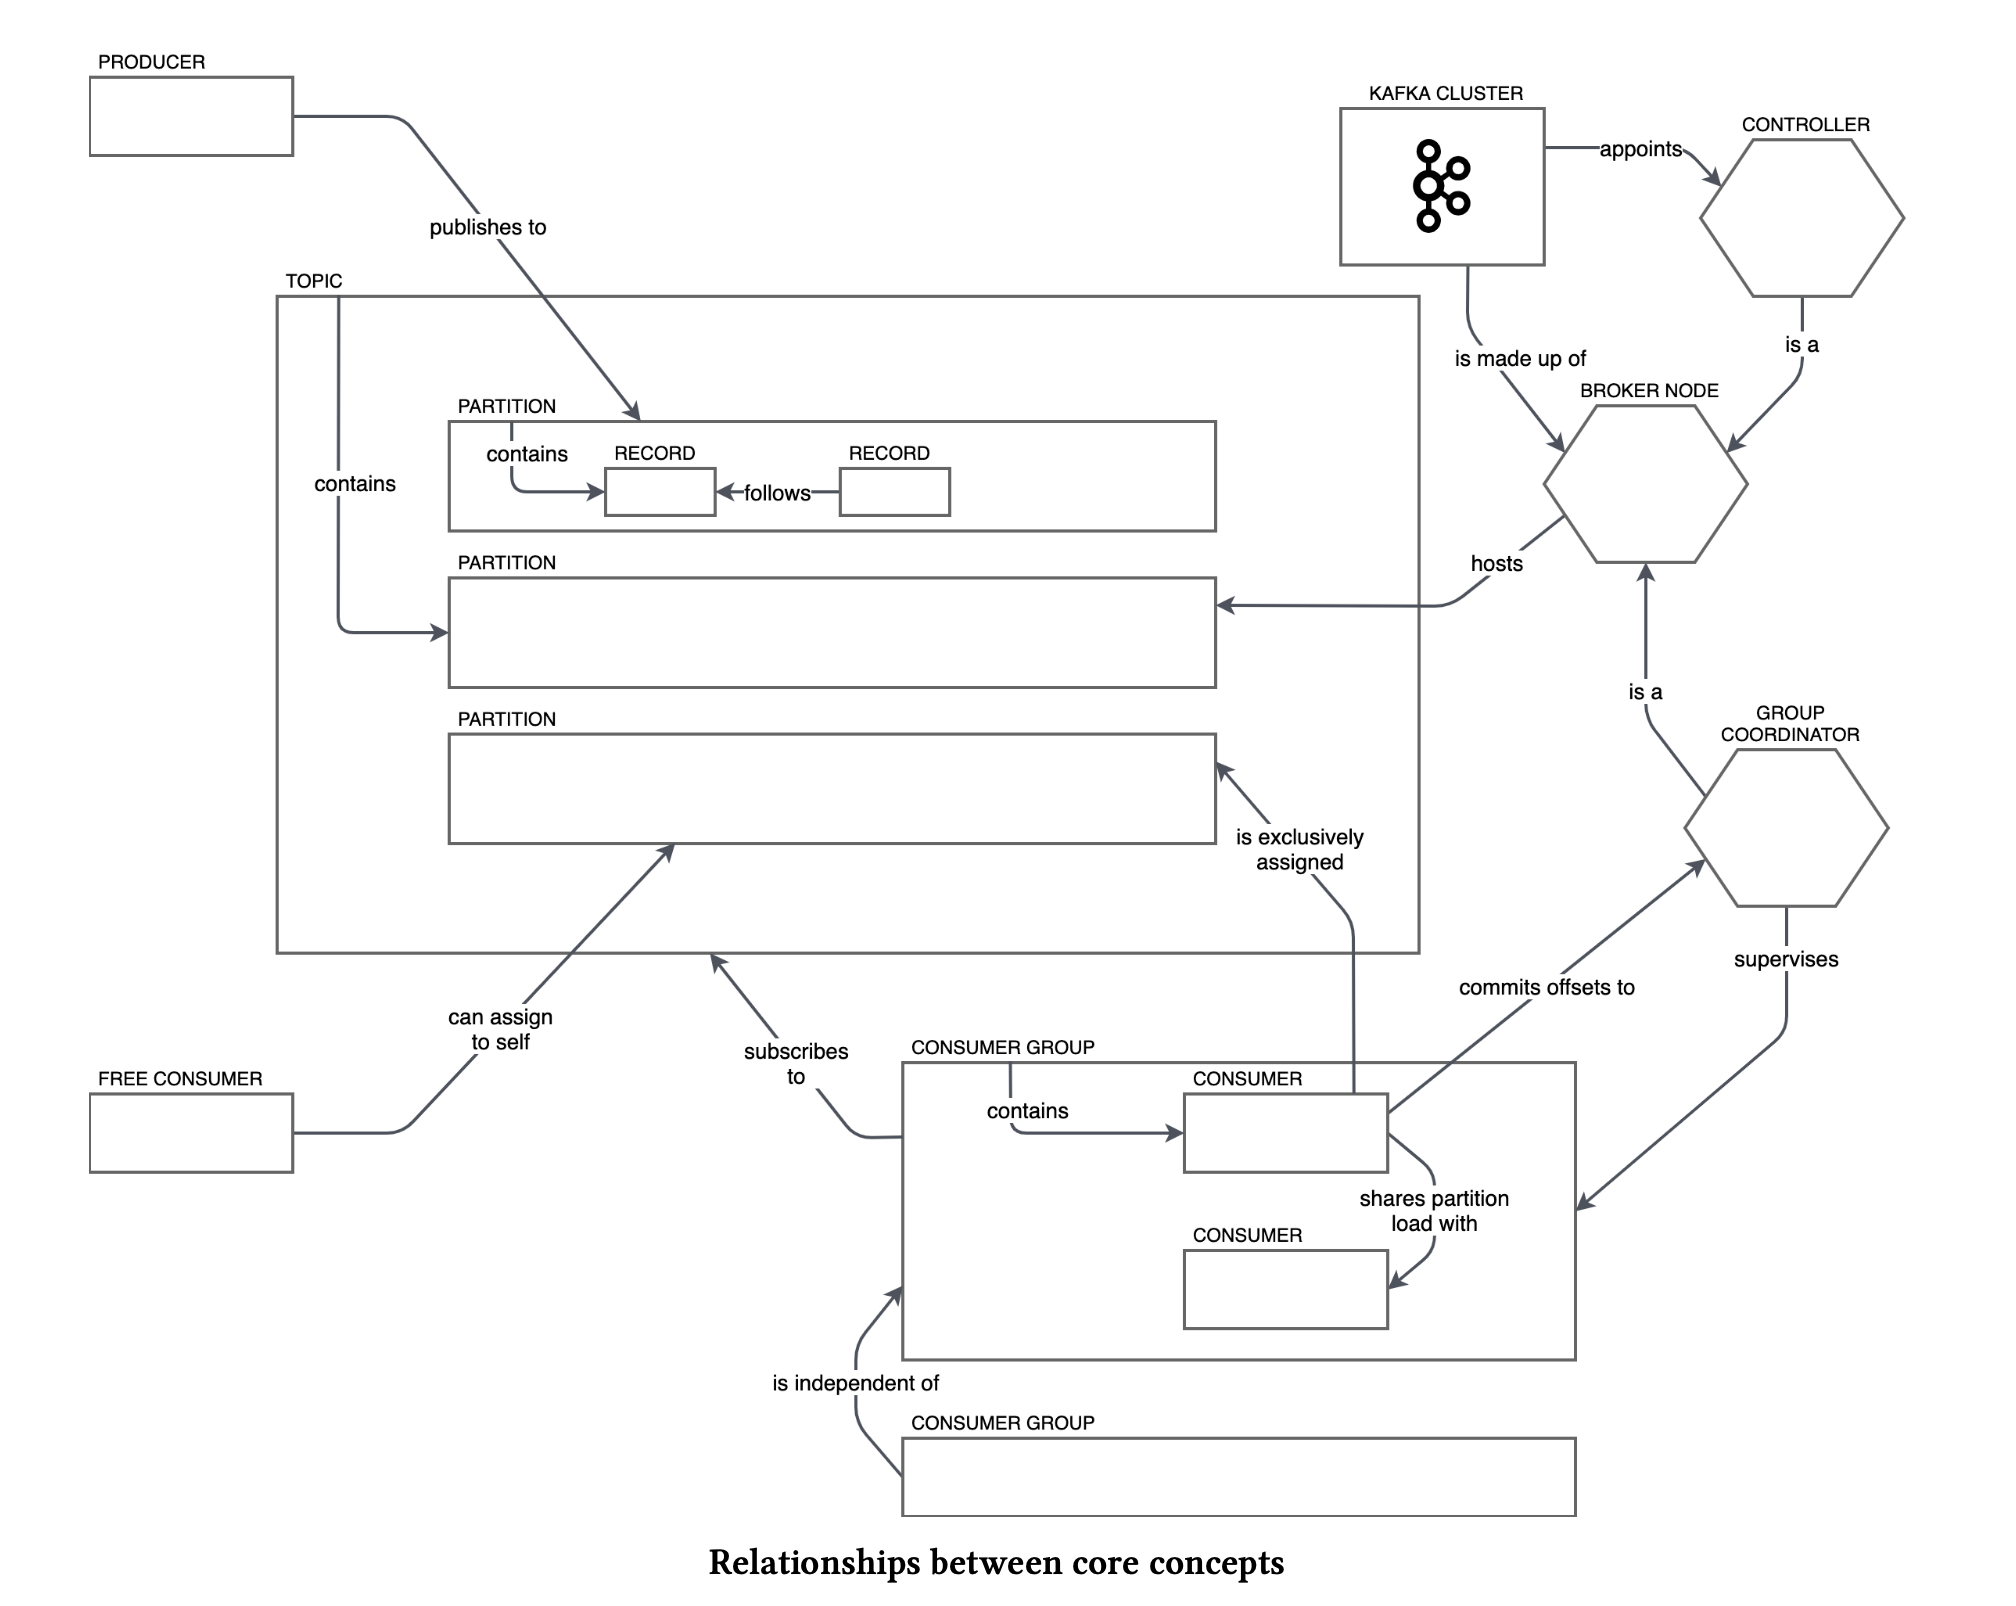 PRODUCER
KAFKA CLUSTER
CONTROLLER
appoints
publishes to
TOPIC
is made up of
is a
BROKER NODE
PARTITION
contains
RECORD
RECORD
follows
contains
PARTITION
hosts
is a
PARTITION
GROUP
COORDINATOR
is exclusively
assigned
supervises
commits offsets to
can assign
to self
subscribes
to
CONSUMER GROUP
FREE CONSUMER
CONSUMER
contains
shares partition
load with
CONSUMER
is independent of
CONSUMER GROUP
Relationships between core concepts